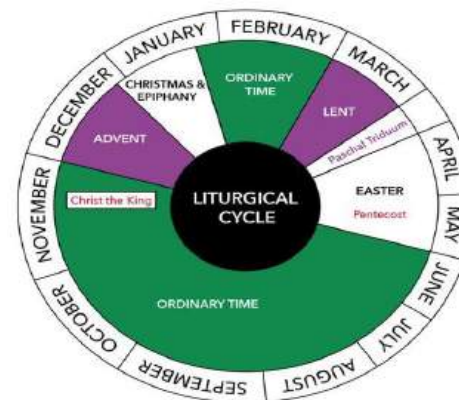 JANUARY
FEBRUARY
MARCH
APRIL
MAY
JUNE
JULY
AUGUST
SEPTEMBER
OCTOBER
NOVEMBER
DECEMBER
ADVENT
CHRISTMAS &
EPIPHANY
ORDINARY
TIME
LENT
Paschal Triduum
EASTER
Pentecost
ORDINARY TIME
Christ the King
LITURGICAL
CYCLE